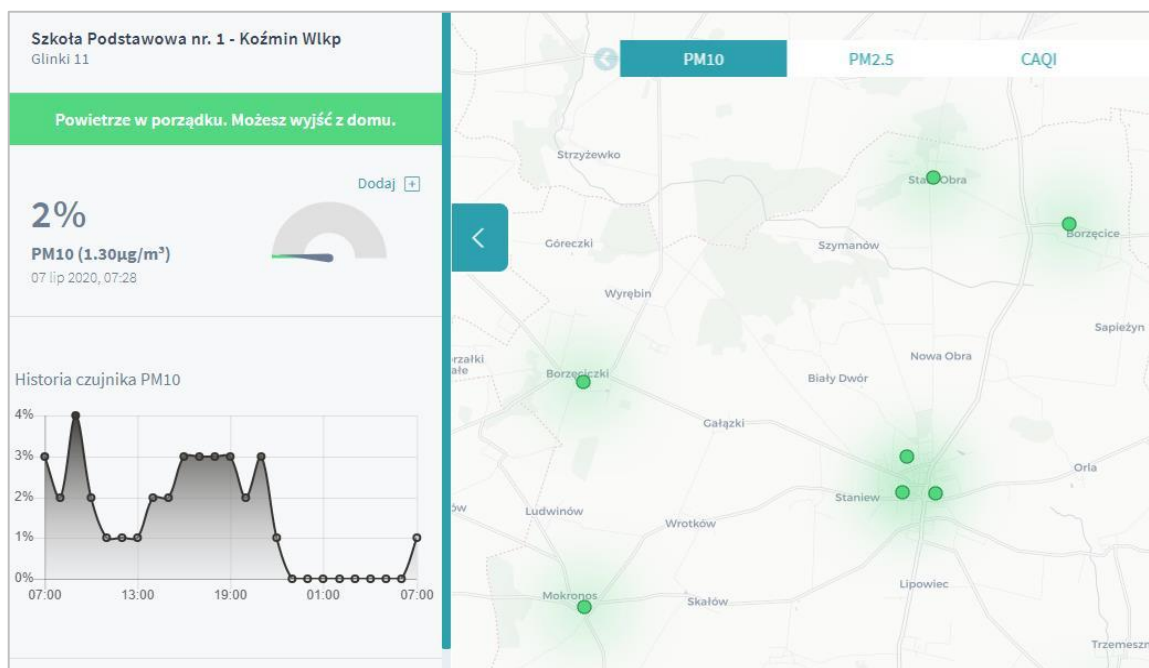 Szkoła Podstawowa nr. 1 - Koźmin Wlkp
Glinki 11
Powietrze w porządku. Możesz wyjść z domu.
Dodaj
2%
PM10 (1.30µg/m³)
07 lip 2020, 07:28
Historia czujnika PM10
4%
3%
2%
1%
0%
07:00 13:00 19:00 01:00 07:00
PM10 PM2.5 CAQI
Strzyżewko
Stara Obra
Borzęcice
Góreczki
Szymanów
Wyrębin
Sapieżyn
Nowa Obra
Borzęciczki
Biały Dwór
Gałązki
Orla
Staniew
Ludwinów
Wrotków
Lipowiec
Mokronos
Skałów